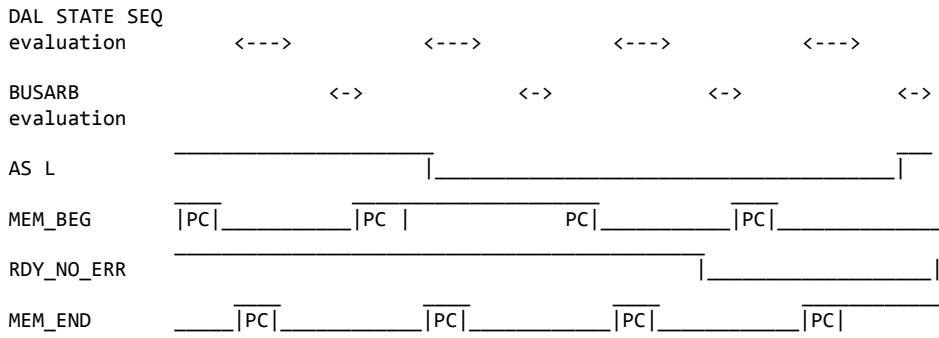 DAL STATE SEQ
evaluation <---> <---> <---> <--->
BUSARB <-> <-> <-> <->
evaluation
AS L
MEM_BEG |PC| |PC | PC| |PC|
RDY_NO_ERR
MEM_END |PC| |PC| |PC| |PC|